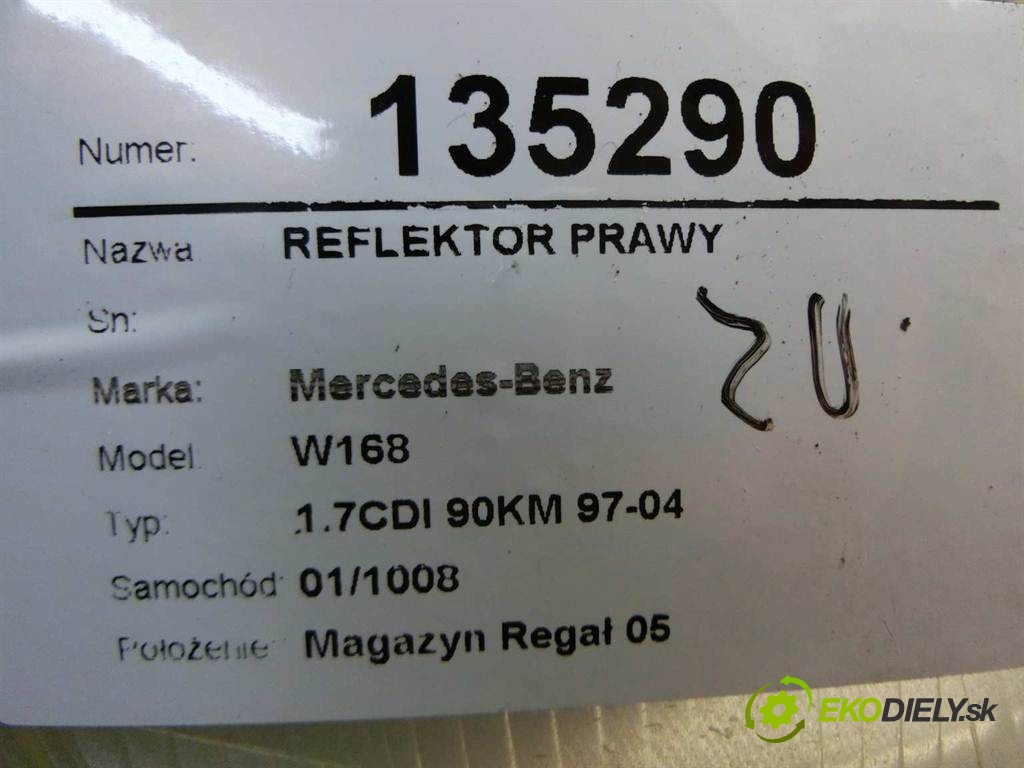 Numer: 135290
Nazwa REFLEKTOR PRAWY
Sn:
Marka: Mercedes-Benz
Model W168
Typ: 1.7CDI 90KM 97-04
Samochód 01/1008
Położenie Magazyn Regał 05
EKODIELY.sk